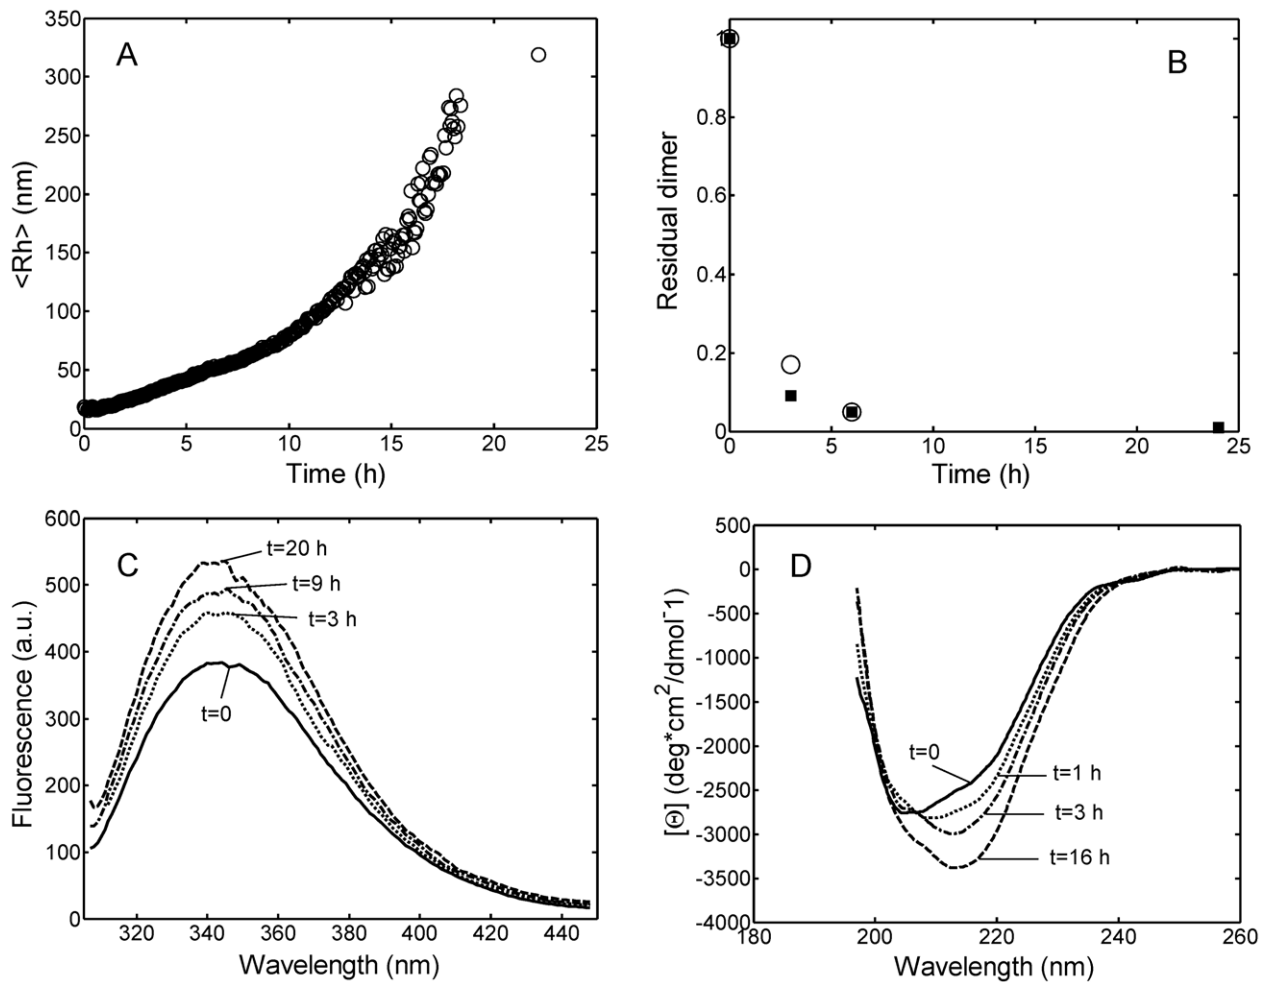 A
<Rh> (nm)
350
300
250
200
150
100
50
0
0 5 10 15 20 25
Time (h)
B
Residual dimer
1
0.8
0.6
0.4
0.2
0
0 5 10 15 20 25
Time (h)
C
Fluorescence (a.u.)
600
500
400
300
200
100
0
t=20 h
t=9 h
t=3 h
t=0
320 340 360 380 400 420 440
Wavelength (nm)
D
[Θ] (deg*cm²/dmol⁻1)
500
0
-500
-1000
-1500
-2000
-2500
-3000
-3500
-4000
t=0
t=1 h
t=3 h
t=16 h
180 200 220 240 260
Wavelength (nm)